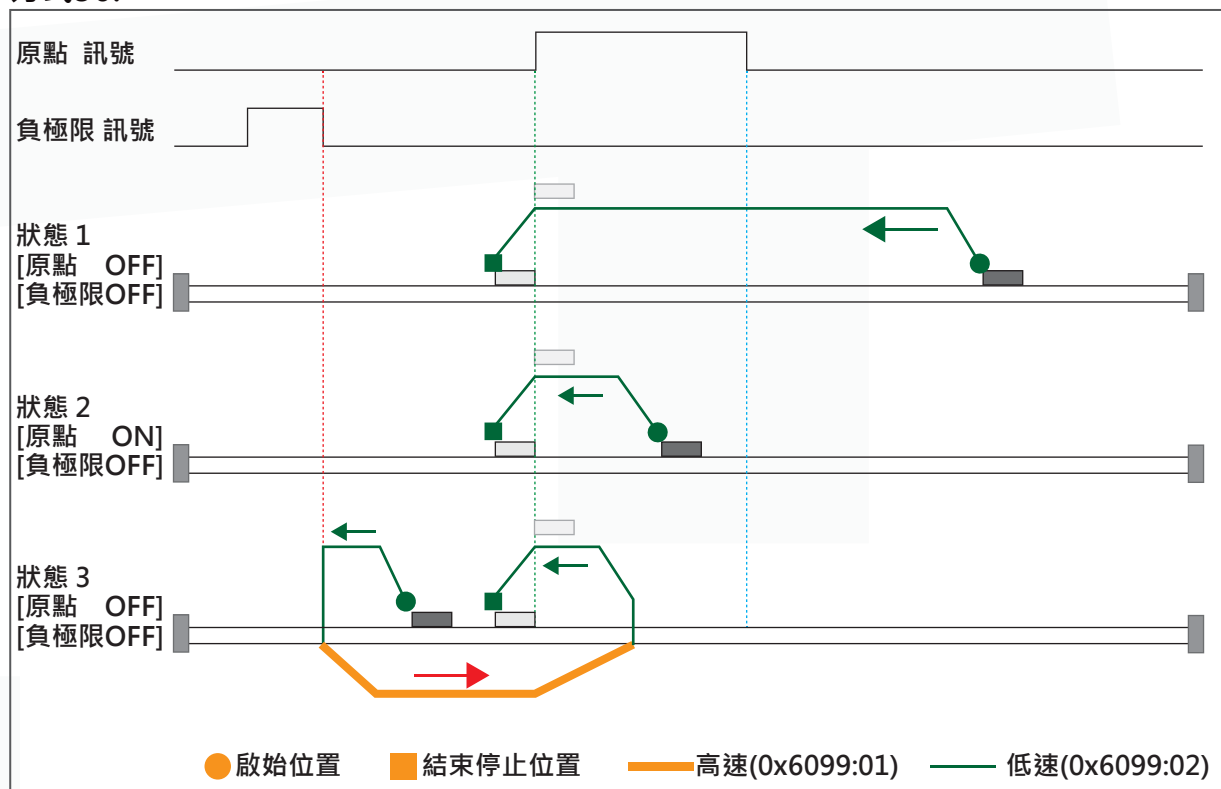 原點 訊號
負極限 訊號
狀態 1
[原點 OFF]
[負極限OFF]
狀態 2
[原點 ON]
[負極限OFF]
狀態 3
[原點 OFF]
[負極限OFF]
啟始位置 結束停止位置 高速(0x6099:01) 低速(0x6099:02)